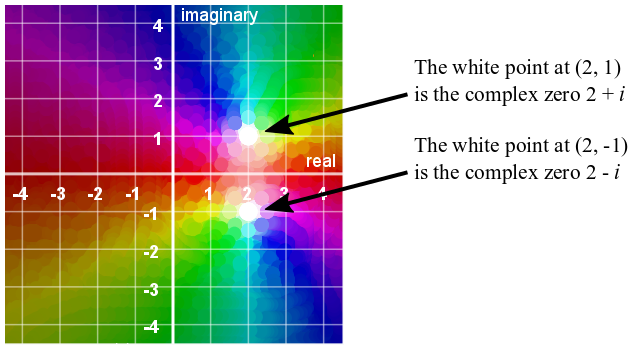 imaginary
4
3
2
1
real
-4 -3 -2 -1 1 2 3 4
-1
-2
-3
-4
The white point at (2, 1)
is the complex zero 2 + i
The white point at (2, -1)
is the complex zero 2 - i